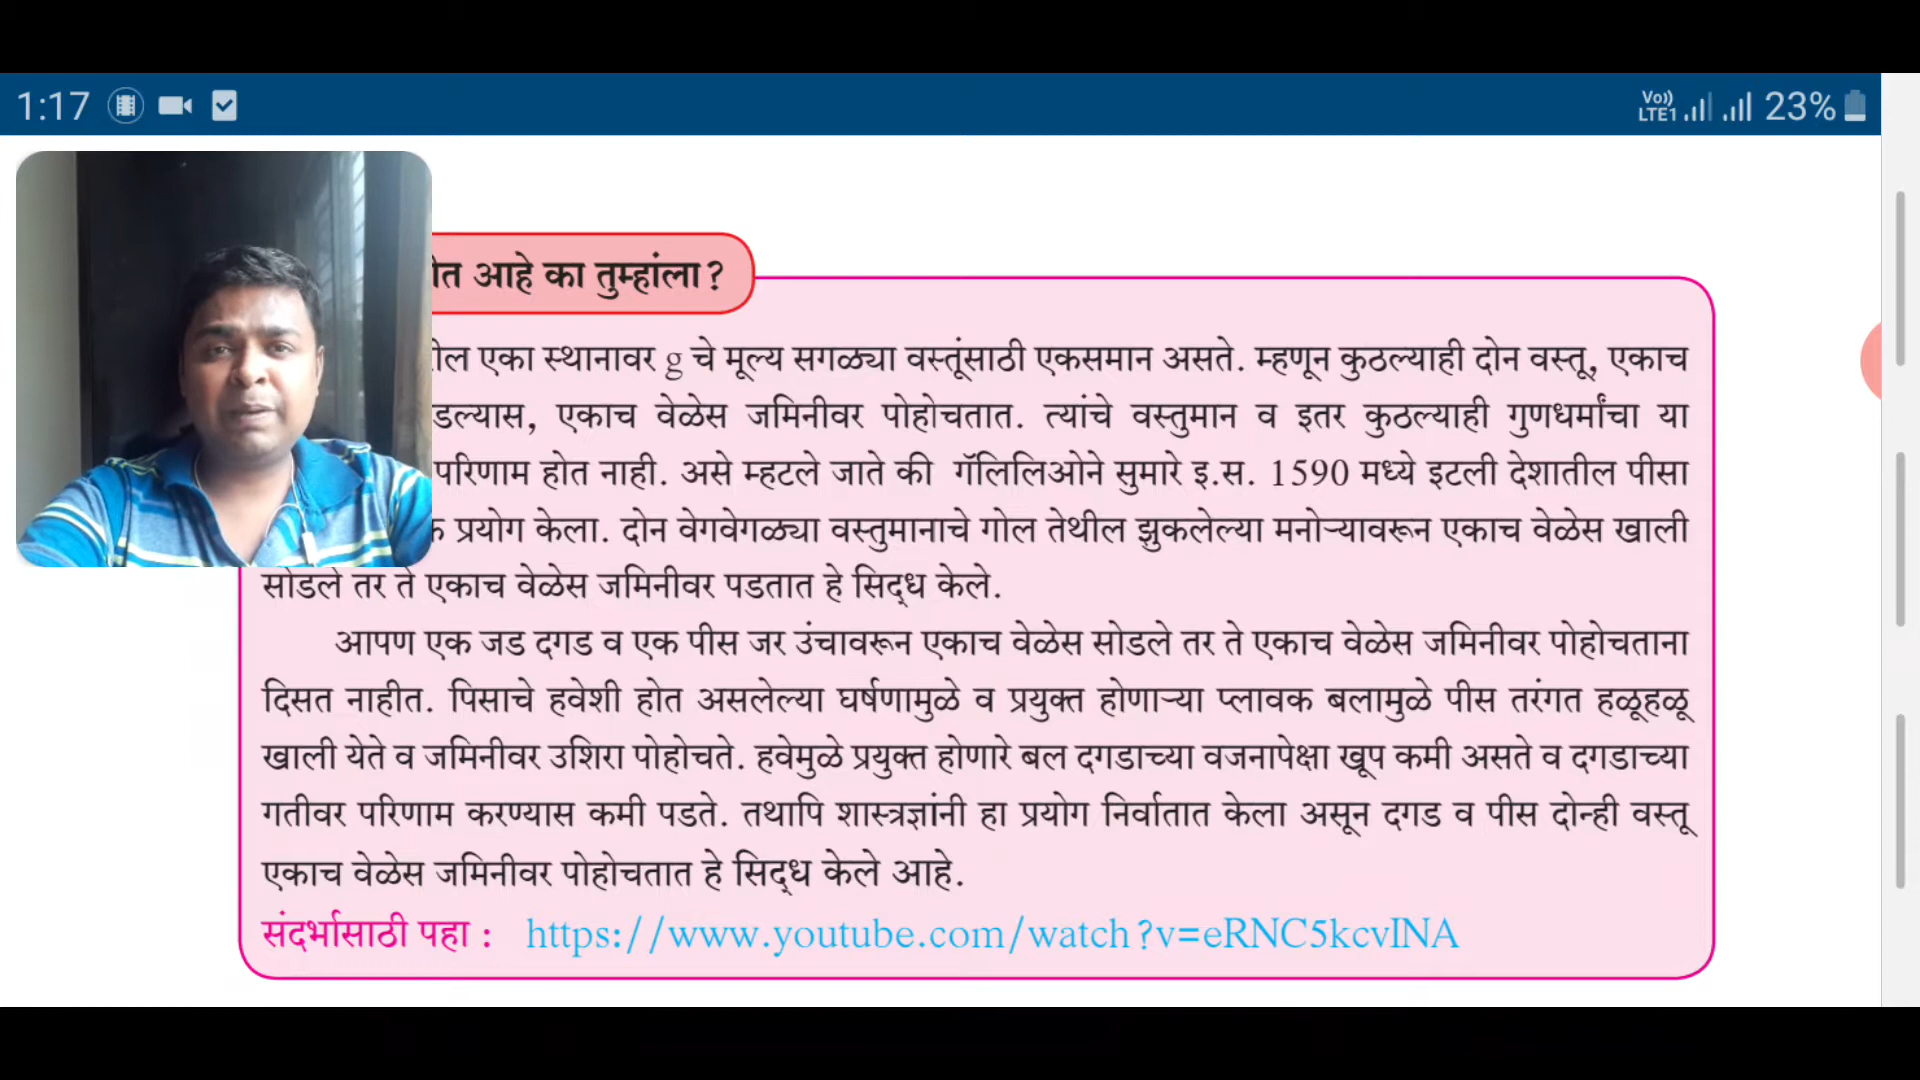 1:17 Vo)) LTE1 23%
आहे का तुम्हांला ?
एका स्थानावर g चे मूल्य सगळ्या वस्तूंसाठी एकसमान असते. म्हणून कुठल्याही दोन वस्तू, एकाच
एकाच वेळेस जमिनीवर पोहोचतात. त्यांचे वस्तुमान व इतर कुठल्याही गुणधर्मांचा या
परिणाम होत नाही. असे म्हटले जाते की गॅलिलिओने सुमारे इ.स. 1590 मध्ये इटली देशातील पीसा
प्रयोग केला. दोन वेगवेगळ्या वस्तुमानाचे गोल तेथील झुकलेल्या मनोऱ्यावरून एकाच वेळेस खाली
सोडले तर ते एकाच वेळेस जमिनीवर पडतात हे सिद्ध केले.
आपण एक जड दगड व एक पीस जर उंचावरून एकाच वेळेस सोडले तर ते एकाच वेळेस जमिनीवर पोहोचताना
दिसत नाहीत. पिसाचे हवेशी होत असलेल्या घर्षणामुळे व प्रयुक्त होणाऱ्या प्लावक बलामुळे पीस तरंगत हळूहळू
खाली येते व जमिनीवर उशिरा पोहोचते. हवेमुळे प्रयुक्त होणारे बल दगडाच्या वजनापेक्षा खूप कमी असते व दगडाच्या
गतीवर परिणाम करण्यास कमी पडते. तथापि शास्त्रज्ञांनी हा प्रयोग निर्वातात केला असून दगड व पीस दोन्ही वस्तू
एकाच वेळेस जमिनीवर पोहोचतात हे सिद्ध केले आहे.
संदर्भासाठी पहा : https://www.youtube.com/watch?v=eRNC5kcvINA